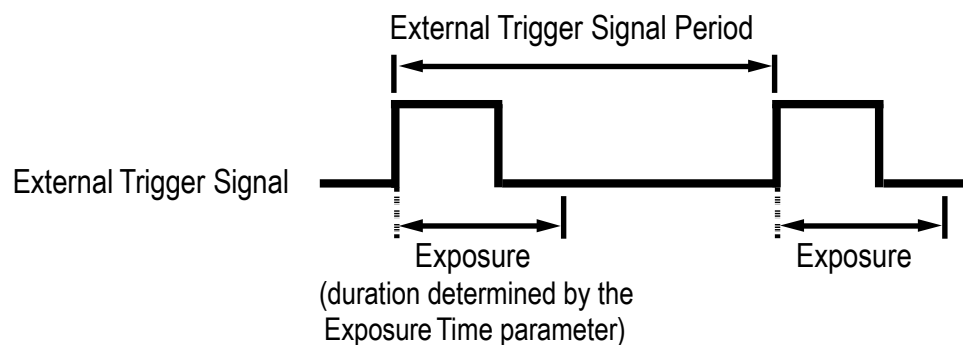 External Trigger Signal Period
External Trigger Signal
Exposure
(duration determined by the
Exposure Time parameter)
Exposure